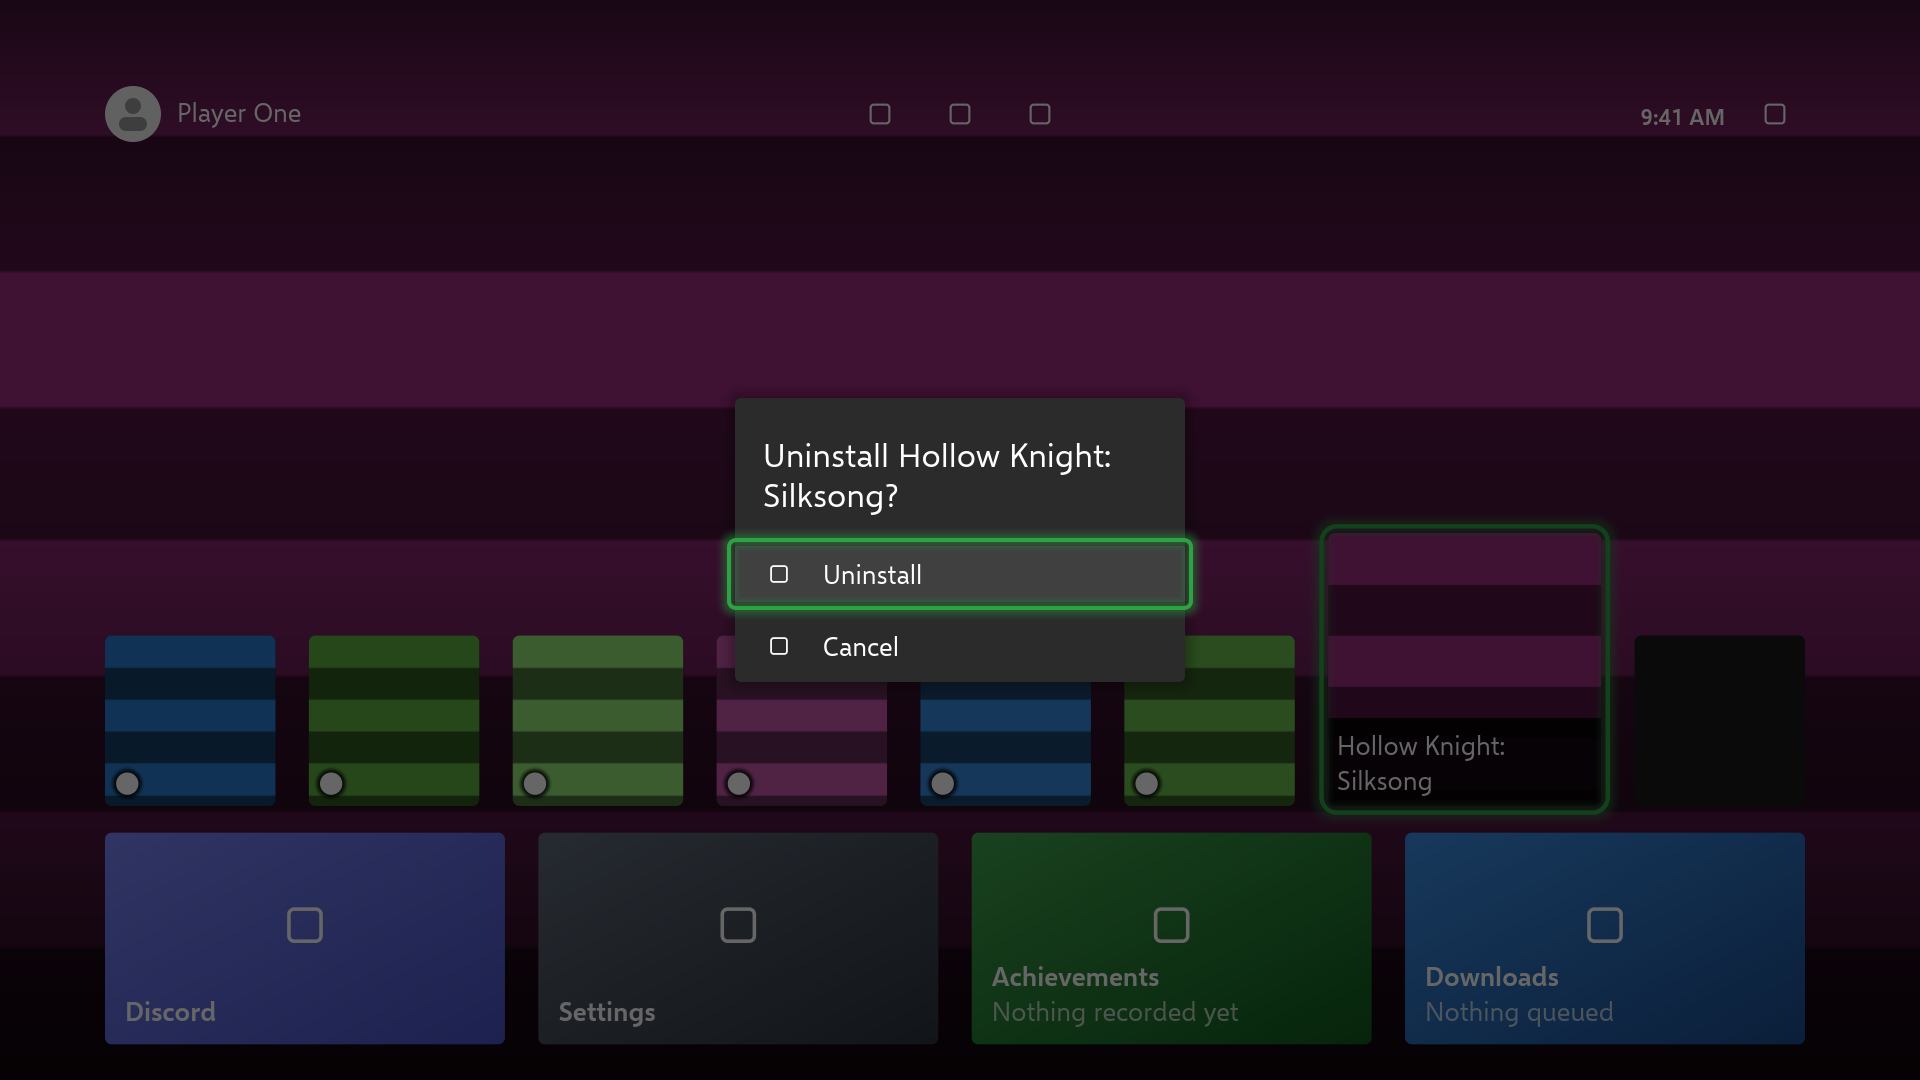 Player One
9:41 AM
Uninstall Hollow Knight:
Silksong?
Uninstall
Cancel
Hollow Knight:
Silksong
Discord
Settings
Achievements
Nothing recorded yet
Downloads
Nothing queued